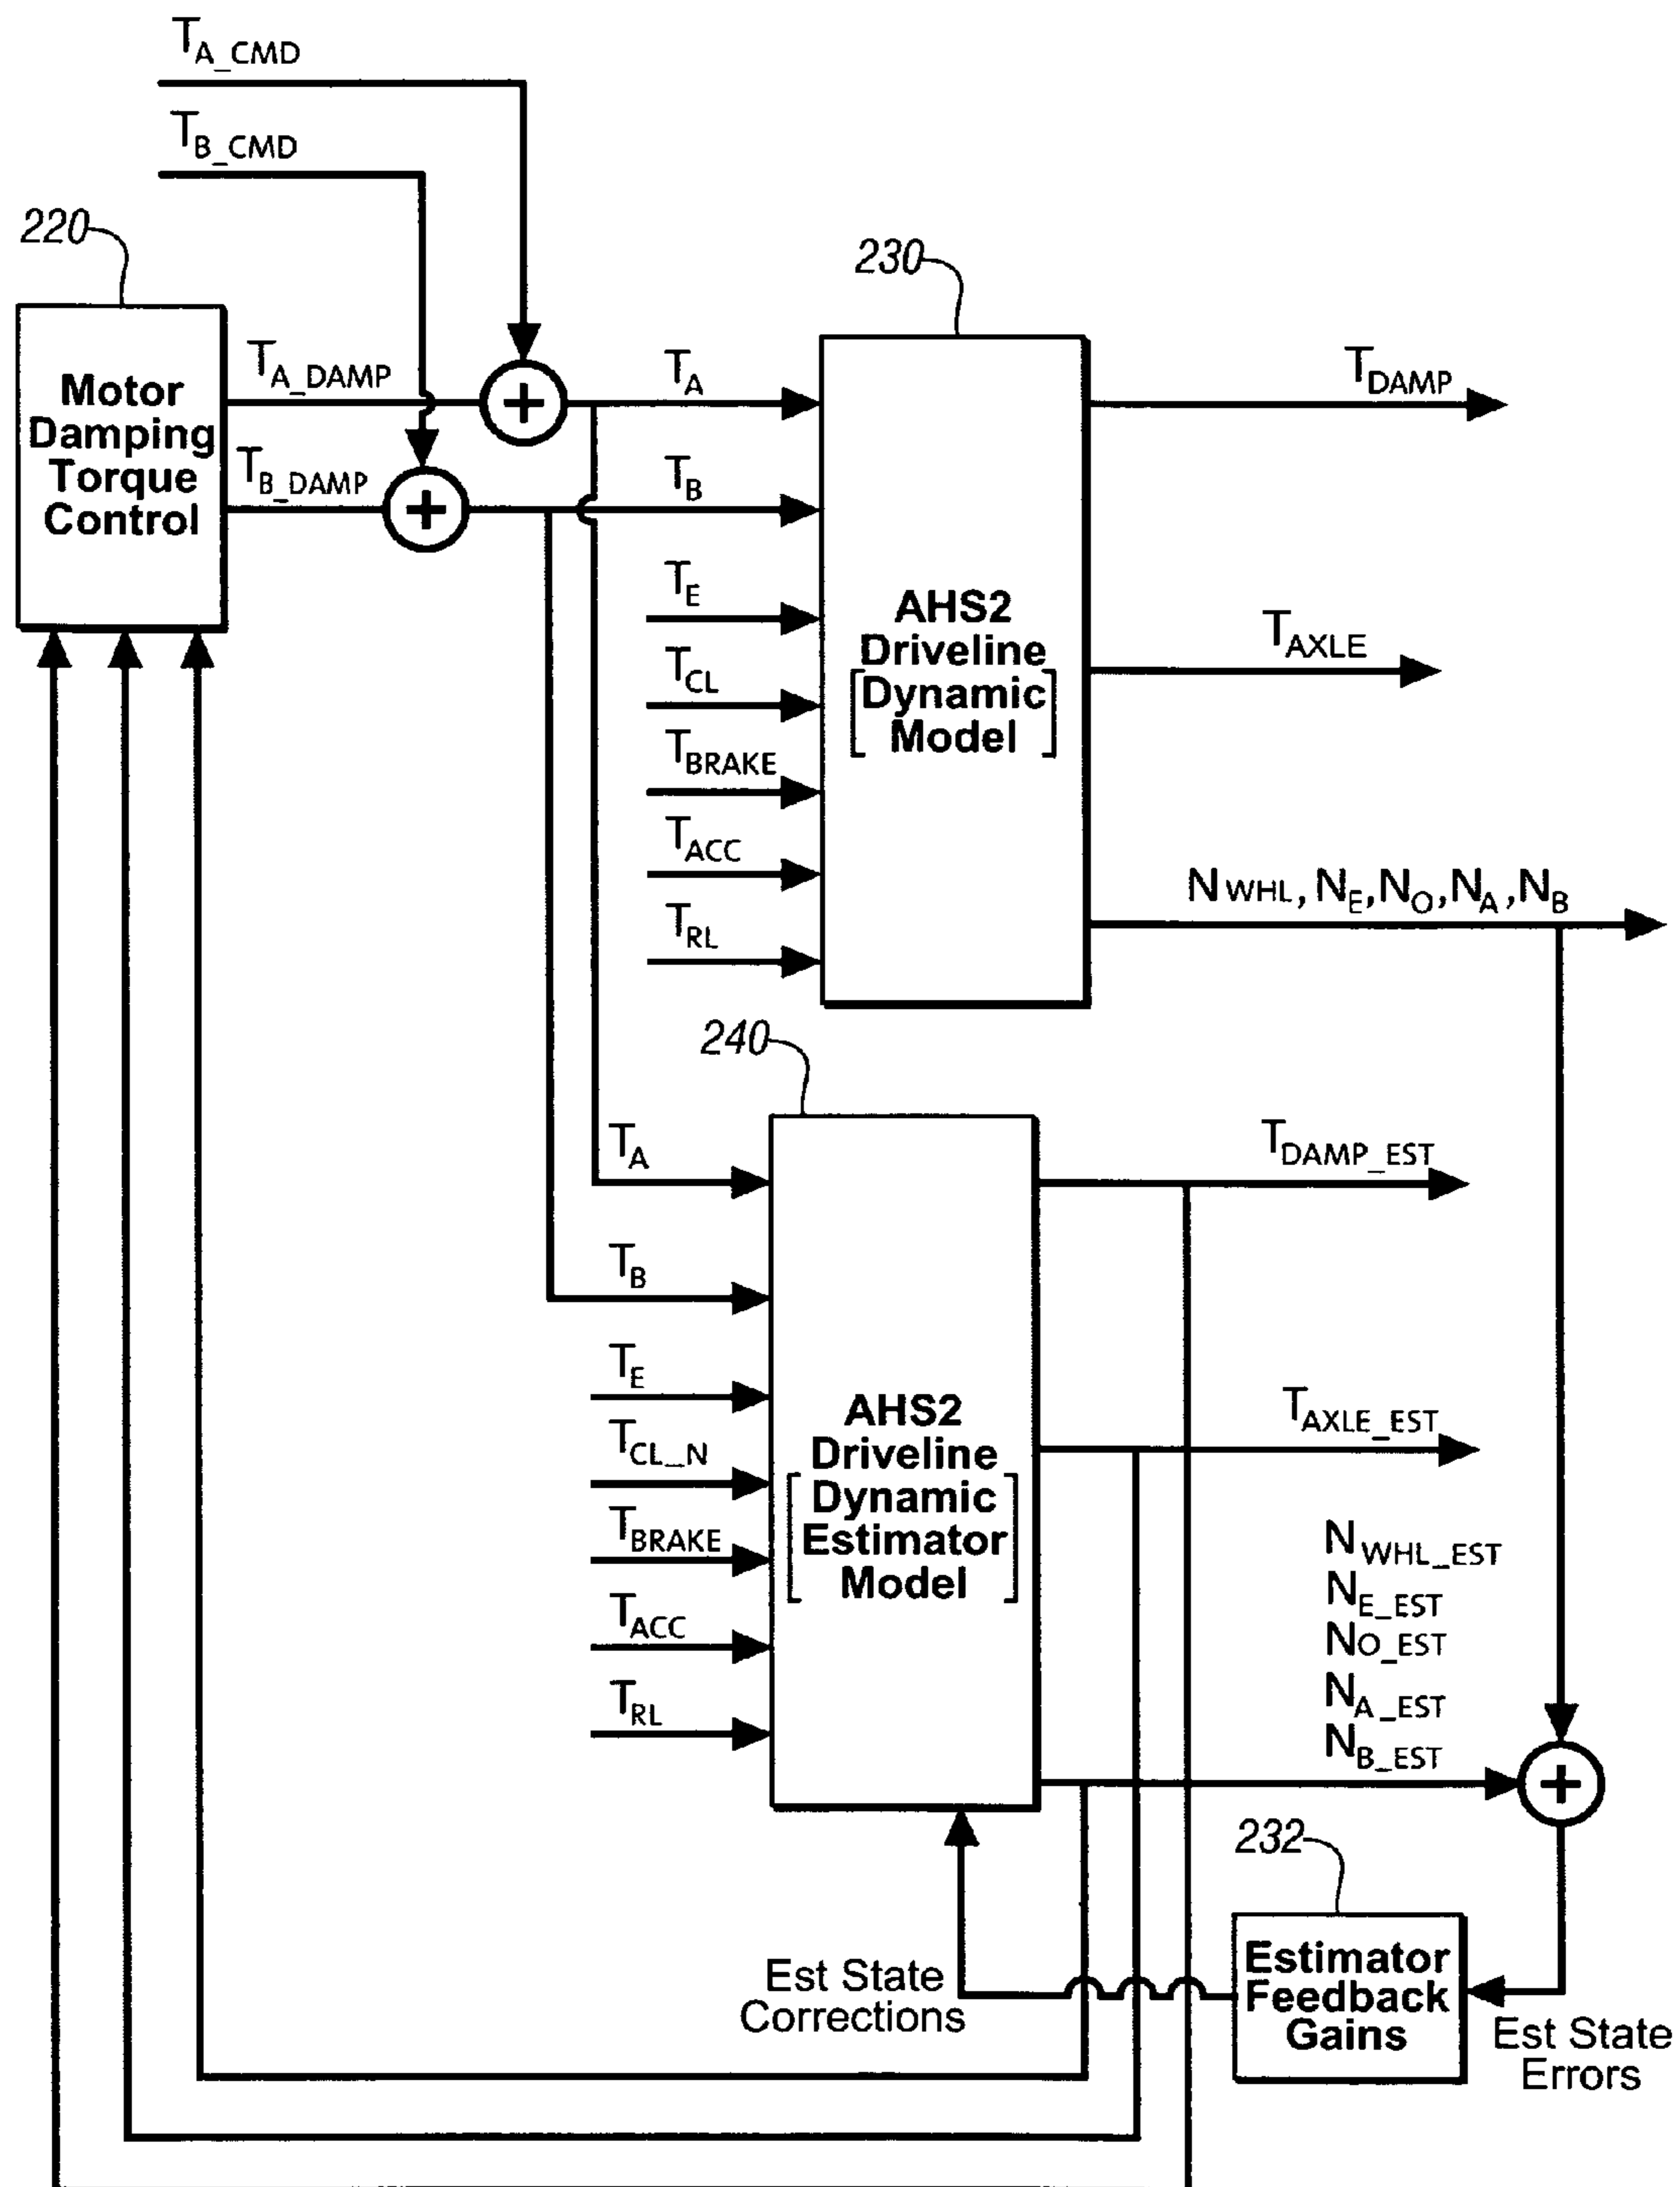 T_A_CMD
T_B_CMD
220
230
Motor
Damping
Torque
Control
T_A_DAMP
T_B_DAMP
+
+
T_A
T_B
T_E
T_CL
T_BRAKE
T_ACC
T_RL
AHS2
Driveline
Dynamic
Model
T_DAMP
T_AXLE
N_WHL, N_E, N_O, N_A, N_B
240
T_A
T_B
T_E
T_CL_N
T_BRAKE
T_ACC
T_RL
AHS2
Driveline
Dynamic
Estimator
Model
T_DAMP_EST
T_AXLE_EST
N_WHL_EST
N_E_EST
N_O_EST
N_A_EST
N_B_EST
+
232
Estimator
Feedback
Gains
Est State
Corrections
Est State
Errors